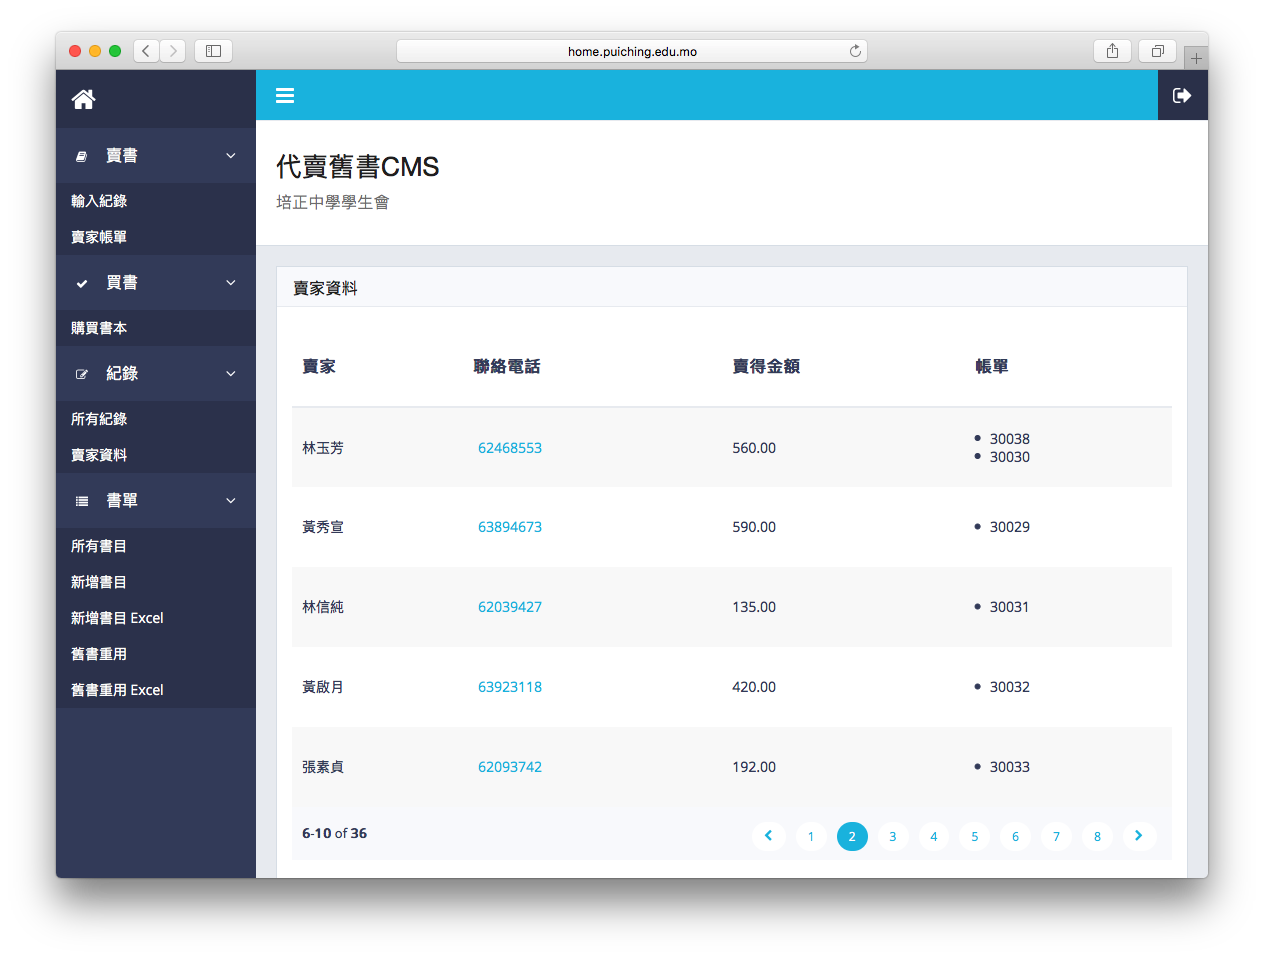 home.puiching.edu.mo
賣書
輸入紀錄
賣家帳單
買書
購買書本
紀錄
所有紀錄
賣家資料
書單
所有書目
新增書目
新增書目 Excel
舊書重用
舊書重用 Excel
代賣舊書CMS
培正中學學生會
賣家資料
賣家 聯絡電話 賣得金額 帳單
林玉芳 62468553 560.00 • 30038
• 30030
黃秀宣 63894673 590.00 • 30029
林信純 62039427 135.00 • 30031
黃啟月 63923118 420.00 • 30032
張素貞 62093742 192.00 • 30033
6-10 of 36 1 2 3 4 5 6 7 8